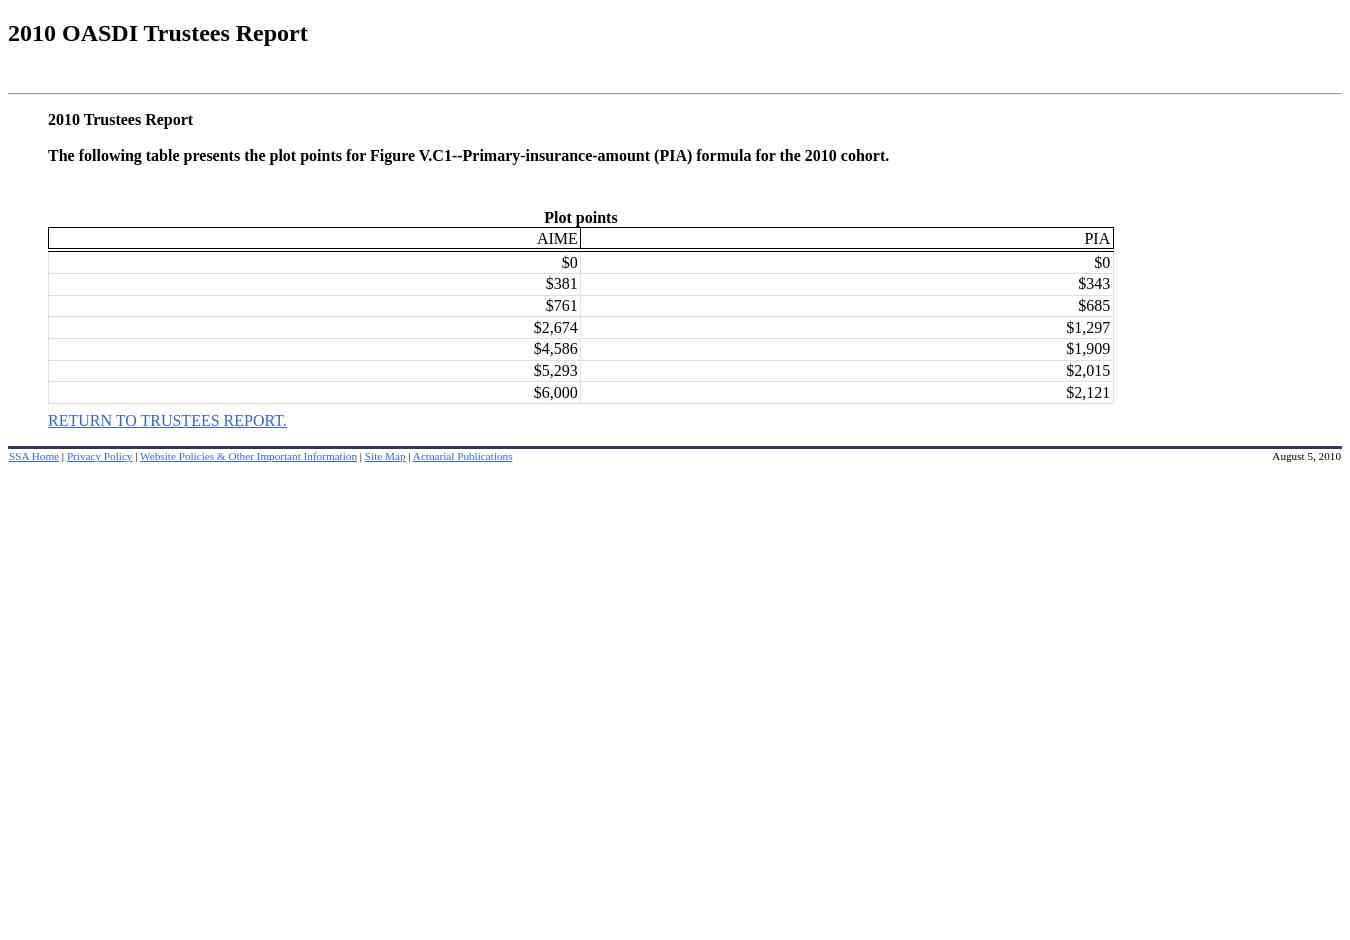 2010 OASDI Trustees Report
2010 Trustees Report
The following table presents the plot points for Figure V.C1--Primary-insurance-amount (PIA) formula for the 2010 cohort.
Plot points
AIME PIA
$0 $0
$381 $343
$761 $685
$2,674 $1,297
$4,586 $1,909
$5,293 $2,015
$6,000 $2,121
RETURN TO TRUSTEES REPORT.
SSA Home | Privacy Policy | Website Policies & Other Important Information | Site Map | Actuarial Publications August 5, 2010